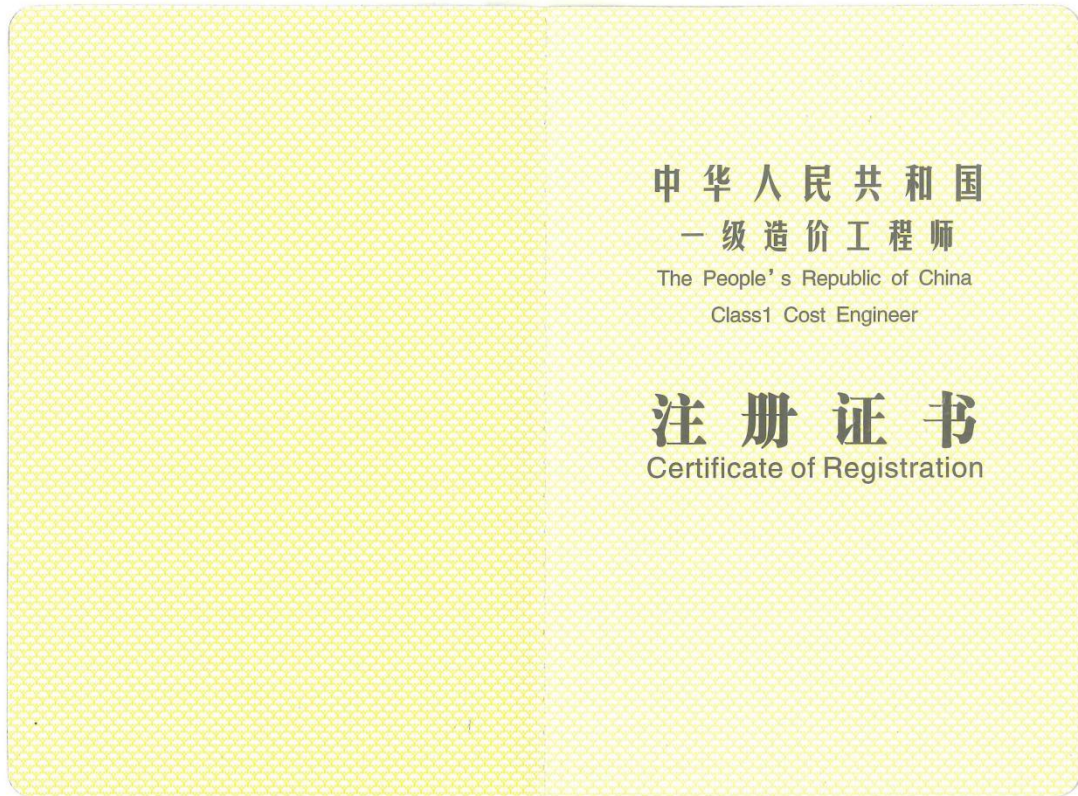 中华人民共和国
一级造价工程师
The People's Republic of China
Class1 Cost Engineer
注册证书
Certificate of Registration